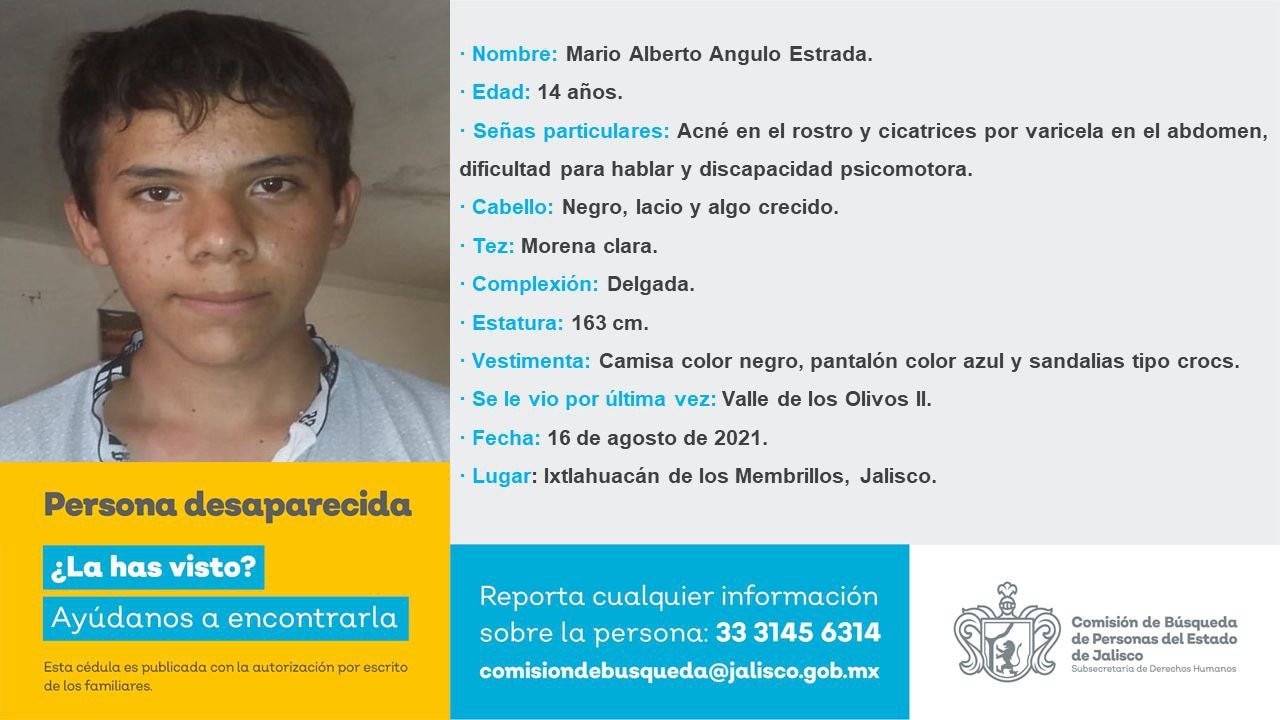 · Nombre: Mario Alberto Angulo Estrada.
· Edad: 14 años.
· Señas particulares: Acné en el rostro y cicatrices por varicela en el abdomen,
dificultad para hablar y discapacidad psicomotora.
· Cabello: Negro, lacio y algo crecido.
· Tez: Morena clara.
· Complexión: Delgada.
· Estatura: 163 cm.
· Vestimenta: Camisa color negro, pantalón color azul y sandalias tipo crocs.
· Se le vio por última vez: Valle de los Olivos II.
· Fecha: 16 de agosto de 2021.
· Lugar: Ixtlahuacán de los Membrillos, Jalisco.
Persona desaparecida
¿La has visto?
Ayúdanos a encontrarla
Esta cédula es publicada con la autorización por escrito
de los familiares.
Reporta cualquier información
sobre la persona: 33 3145 6314
comisiondebusqueda@jalisco.gob.mx
Comisión de Búsqueda
de Personas del Estado
de Jalisco
Subsecretaría de Derechos Humanos